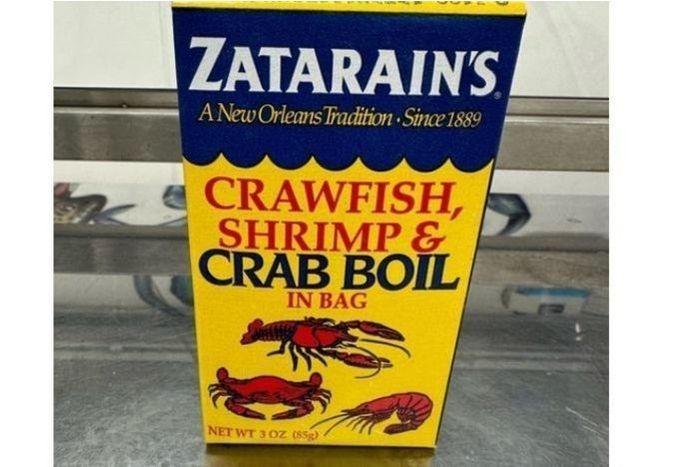 ZATARAIN'S
A New Orleans Tradition · Since 1889
CRAWFISH,
SHRIMP &
CRAB BOIL
IN BAG
NET WT 3 OZ (85g)